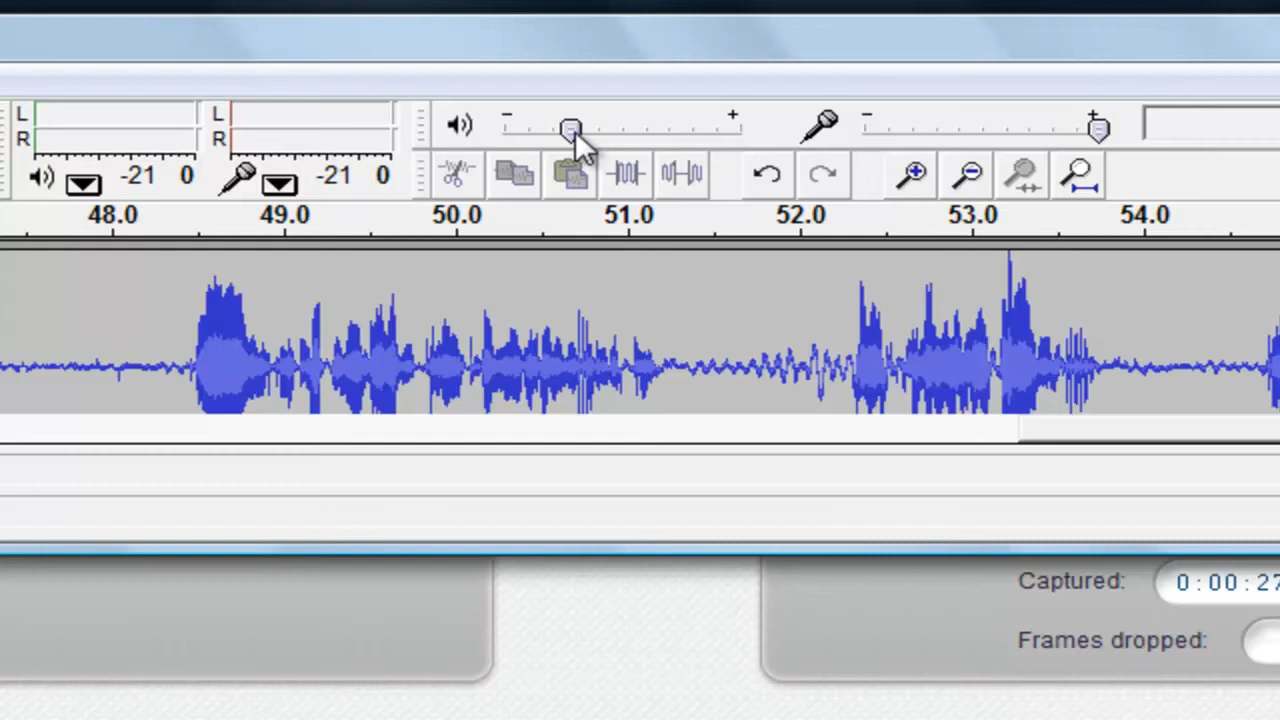 L L - + - +
R R
-21 0 -21 0
48.0 49.0 50.0 51.0 52.0 53.0 54.0
Captured: 0:00:27
Frames dropped: